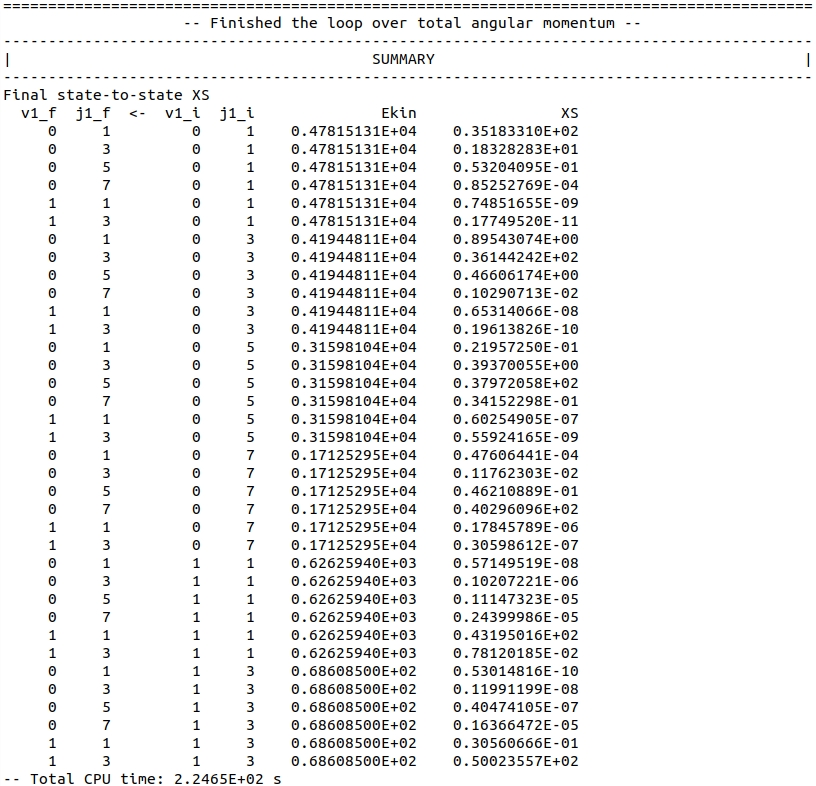 ==========================================================================================
-- Finished the loop over total angular momentum --
------------------------------------------------------------------------------------------
| SUMMARY |
------------------------------------------------------------------------------------------
Final state-to-state XS
v1_f j1_f <- v1_i j1_i Ekin XS
0 1 0 1 0.47815131E+04 0.35183310E+02
0 3 0 1 0.47815131E+04 0.18328283E+01
0 5 0 1 0.47815131E+04 0.53204095E-01
0 7 0 1 0.47815131E+04 0.85252769E-04
1 1 0 1 0.47815131E+04 0.74851655E-09
1 3 0 1 0.47815131E+04 0.17749520E-11
0 1 0 3 0.41944811E+04 0.89543074E+00
0 3 0 3 0.41944811E+04 0.36144242E+02
0 5 0 3 0.41944811E+04 0.46606174E+00
0 7 0 3 0.41944811E+04 0.10290713E-02
1 1 0 3 0.41944811E+04 0.65314066E-08
1 3 0 3 0.41944811E+04 0.19613826E-10
0 1 0 5 0.31598104E+04 0.21957250E-01
0 3 0 5 0.31598104E+04 0.39370055E+00
0 5 0 5 0.31598104E+04 0.37972058E+02
0 7 0 5 0.31598104E+04 0.34152298E-01
1 1 0 5 0.31598104E+04 0.60254905E-07
1 3 0 5 0.31598104E+04 0.55924165E-09
0 1 0 7 0.17125295E+04 0.47606441E-04
0 3 0 7 0.17125295E+04 0.11762303E-02
0 5 0 7 0.17125295E+04 0.46210889E-01
0 7 0 7 0.17125295E+04 0.40296096E+02
1 1 0 7 0.17125295E+04 0.17845789E-06
1 3 0 7 0.17125295E+04 0.30598612E-07
0 1 1 1 0.62625940E+03 0.57149519E-08
0 3 1 1 0.62625940E+03 0.10207221E-06
0 5 1 1 0.62625940E+03 0.11147323E-05
0 7 1 1 0.62625940E+03 0.24399986E-05
1 1 1 1 0.62625940E+03 0.43195016E+02
1 3 1 1 0.62625940E+03 0.78120185E-02
0 1 1 3 0.68608500E+02 0.53014816E-10
0 3 1 3 0.68608500E+02 0.11991199E-08
0 5 1 3 0.68608500E+02 0.40474105E-07
0 7 1 3 0.68608500E+02 0.16366472E-05
1 1 1 3 0.68608500E+02 0.30560666E-01
1 3 1 3 0.68608500E+02 0.50023557E+02
-- Total CPU time: 2.2465E+02 s